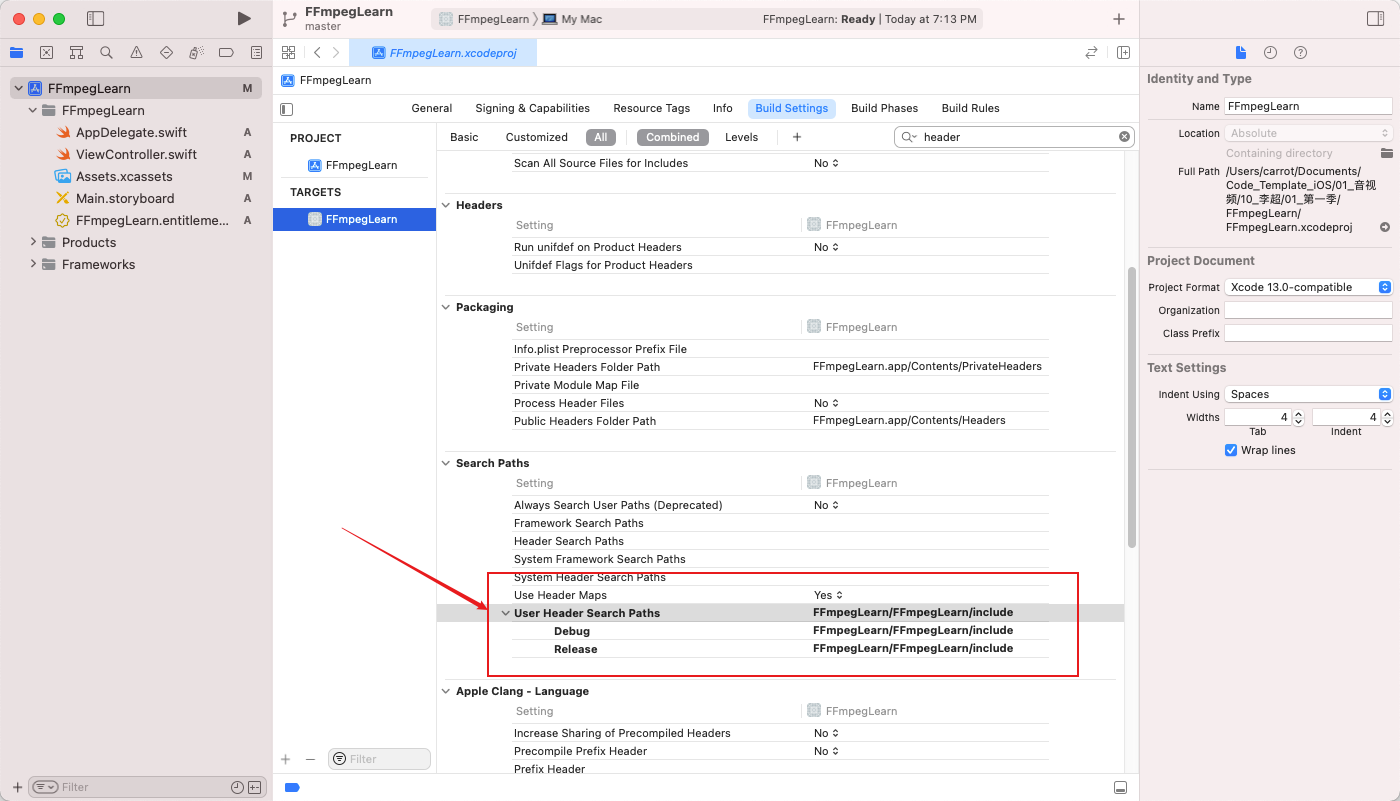 FFmpegLearn
master
FFmpegLearn 〉 My Mac
FFmpegLearn: Ready | Today at 7:13 PM
FFmpegLearn.xcodeproj
FFmpegLearn M
FFmpegLearn
AppDelegate.swift A
ViewController.swift A
Assets.xcassets M
Main.storyboard A
FFmpegLearn.entitleme... A
Products
Frameworks
Filter
FFmpegLearn
General Signing & Capabilities Resource Tags Info Build Settings Build Phases Build Rules
PROJECT
FFmpegLearn
TARGETS
FFmpegLearn
Filter
Basic Customized All Combined Levels + header
Scan All Source Files for Includes No
Headers
Setting FFmpegLearn
Run unifdef on Product Headers No
Unifdef Flags for Product Headers
Packaging
Setting FFmpegLearn
Info.plist Preprocessor Prefix File
Private Headers Folder Path FFmpegLearn.app/Contents/PrivateHeaders
Private Module Map File
Process Header Files No
Public Headers Folder Path FFmpegLearn.app/Contents/Headers
Search Paths
Setting FFmpegLearn
Always Search User Paths (Deprecated) No
Framework Search Paths
Header Search Paths
System Framework Search Paths
System Header Search Paths
Use Header Maps Yes
User Header Search Paths FFmpegLearn/FFmpegLearn/include
Debug FFmpegLearn/FFmpegLearn/include
Release FFmpegLearn/FFmpegLearn/include
Apple Clang - Language
Setting FFmpegLearn
Increase Sharing of Precompiled Headers No
Precompile Prefix Header No
Prefix Header
Identity and Type
Name FFmpegLearn
Location Absolute
Containing directory
Full Path /Users/carrot/Documents/
Code_Template_iOS/01_音视
频/10_李超/01_第一季/
FFmpegLearn/
FFmpegLearn.xcodeproj
Project Document
Project Format Xcode 13.0-compatible
Organization
Class Prefix
Text Settings
Indent Using Spaces
Widths 4 4
Tab Indent
Wrap lines